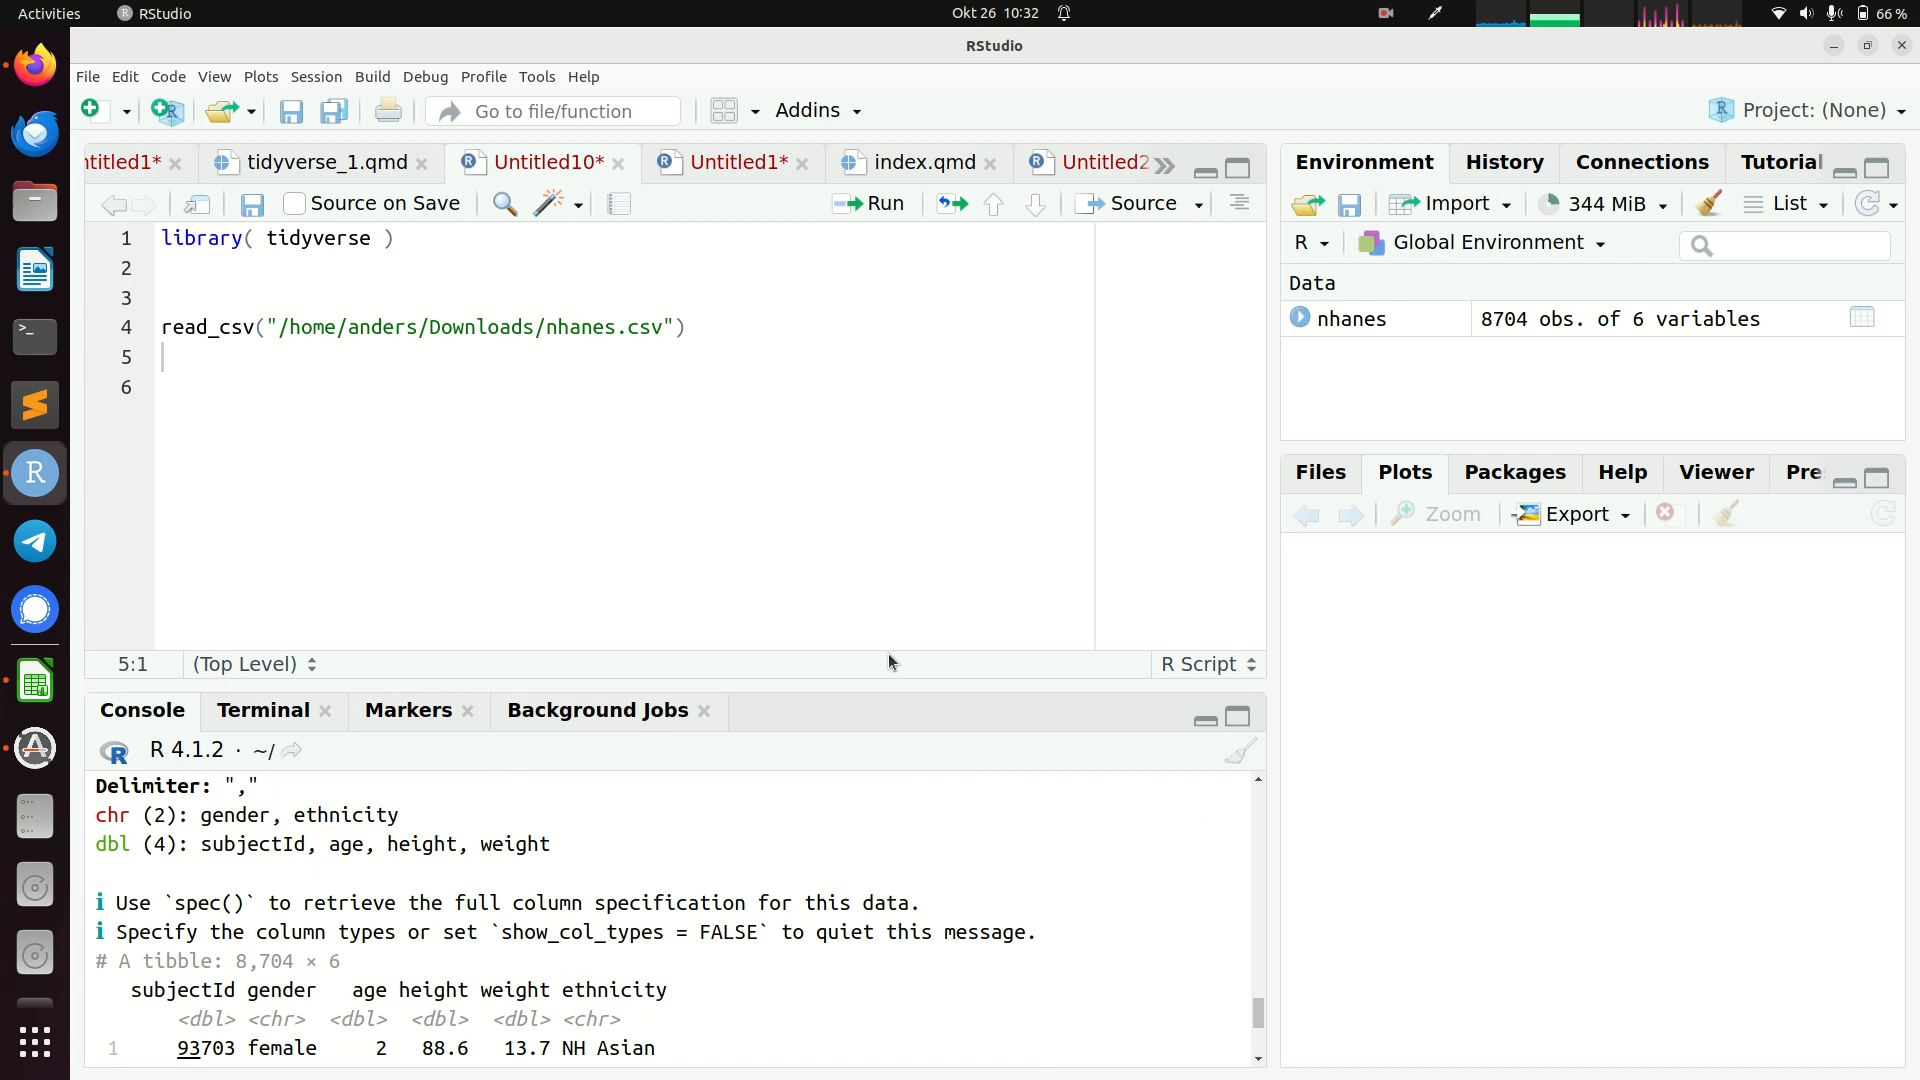 Activities RStudio Okt 26 10:32 66 %
RStudio
File Edit Code View Plots Session Build Debug Profile Tools Help
Go to file/function Addins Project: (None)
ntitled1* tidyverse_1.qmd Untitled10* Untitled1* index.qmd Untitled2
Source on Save Run Source
1 library( tidyverse )
2
3
4 read_csv("/home/anders/Downloads/nhanes.csv")
5
6
5:1 (Top Level) R Script
Console Terminal Markers Background Jobs
R 4.1.2 · ~/
Delimiter: ","
chr (2): gender, ethnicity
dbl (4): subjectId, age, height, weight
ℹ Use `spec()` to retrieve the full column specification for this data.
ℹ Specify the column types or set `show_col_types = FALSE` to quiet this message.
# A tibble: 8,704 × 6
subjectId gender age height weight ethnicity
<dbl> <chr> <dbl> <dbl> <dbl> <chr>
1 93703 female 2 88.6 13.7 NH Asian
Environment History Connections Tutorial
Import 344 MiB List
R Global Environment
Data
nhanes 8704 obs. of 6 variables
Files Plots Packages Help Viewer Pre
Zoom Export